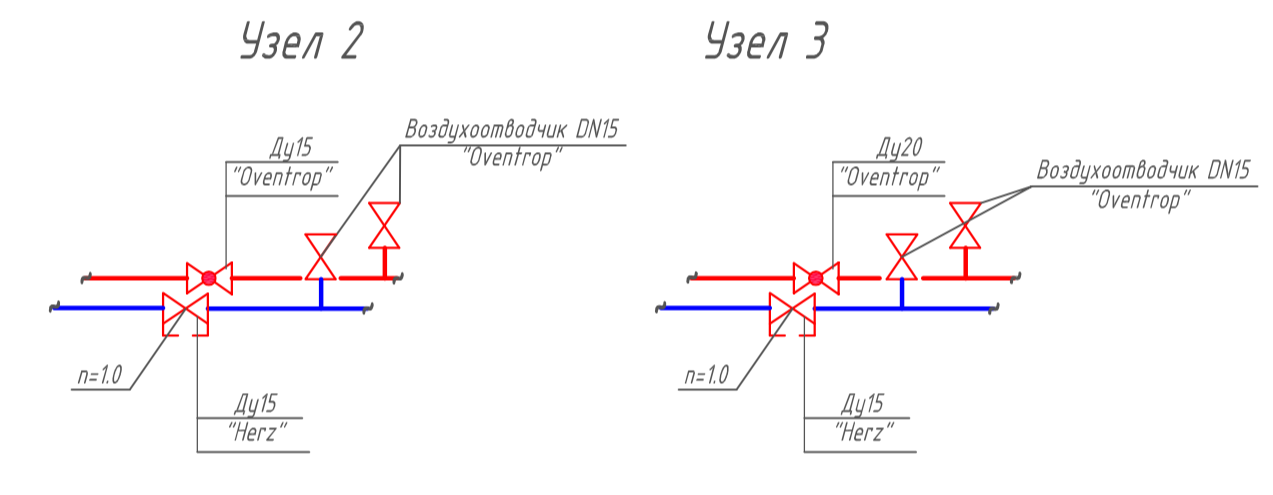 Узел 2
Ду15
"Oventrop"
Воздухоотводчик DN15
"Oventrop"
n=1.0
Ду15
"Herz"
Узел 3
Ду20
"Oventrop"
Воздухоотводчик DN15
"Oventrop"
n=1.0
Ду15
"Herz"